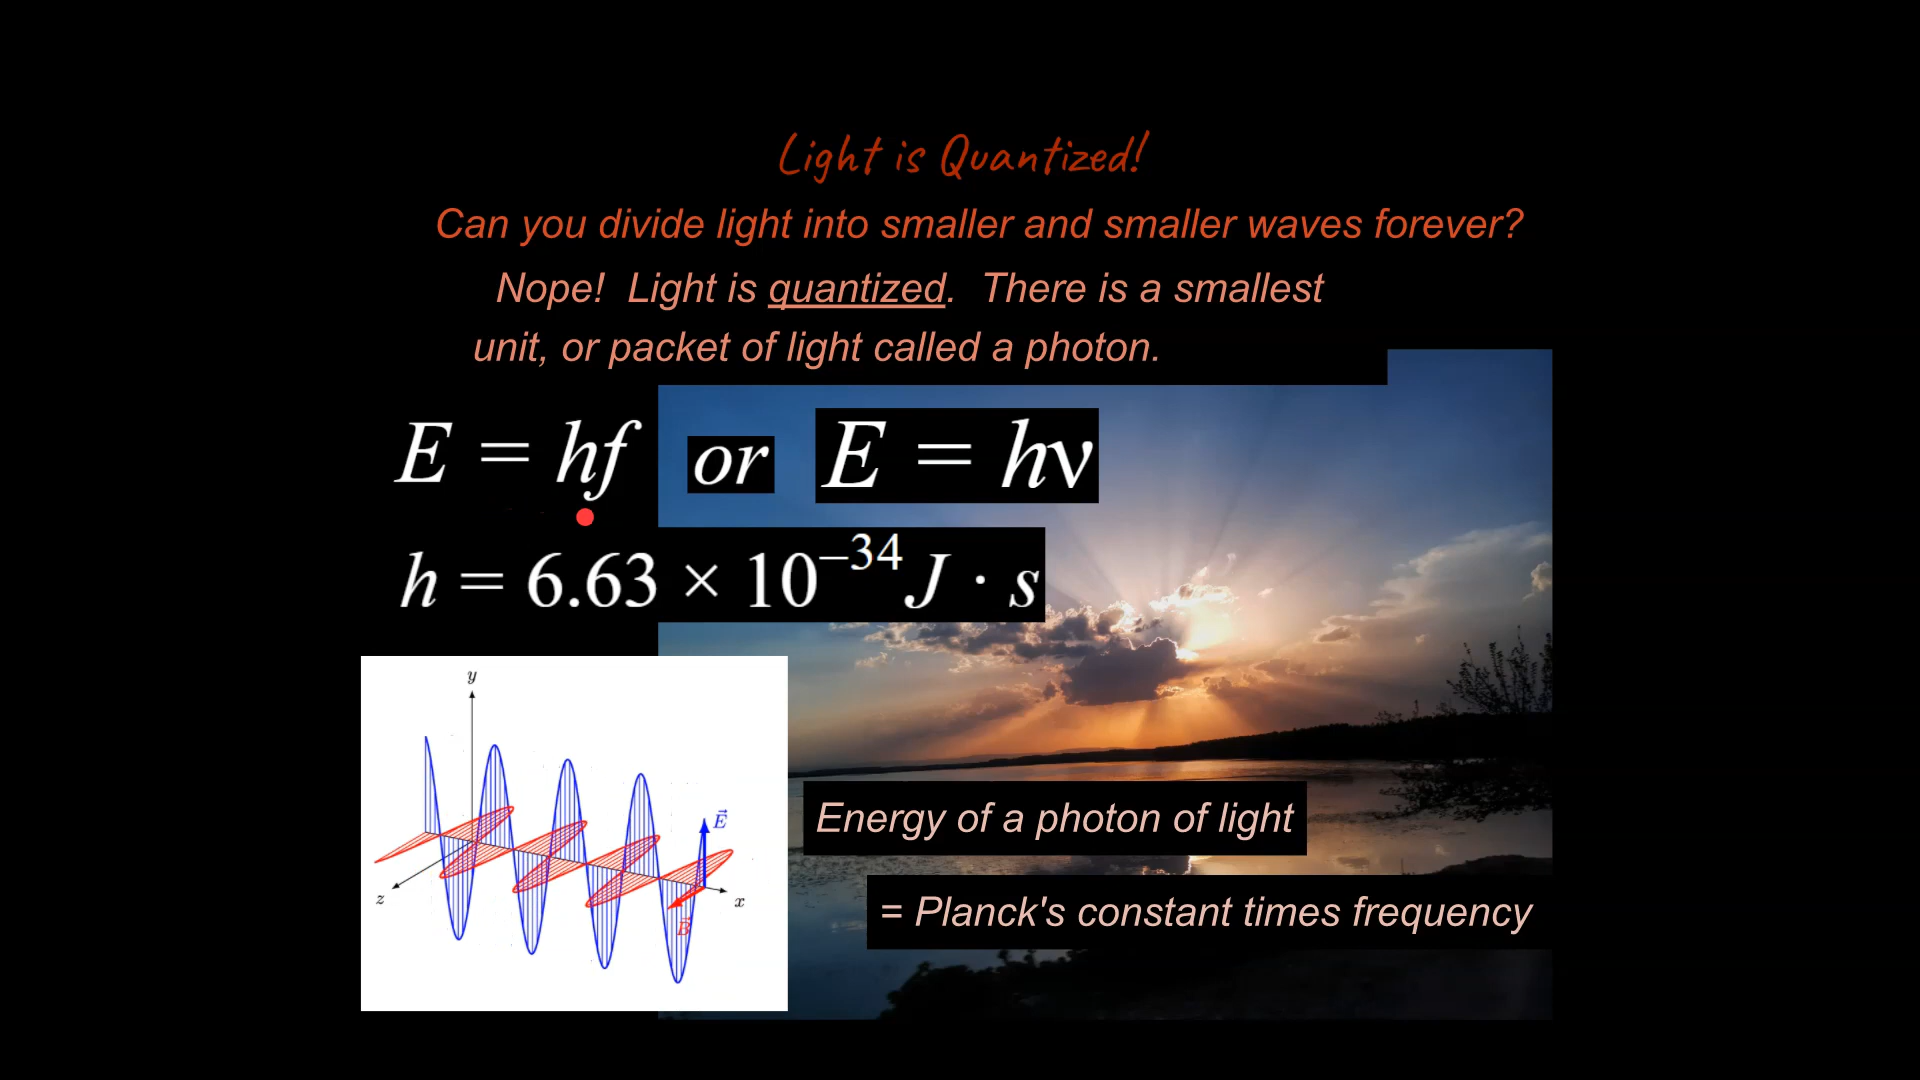 Light is Quantized!
Can you divide light into smaller and smaller waves forever?
Nope! Light is quantized. There is a smallest
unit, or packet of light called a photon.
E = hf or E = hν
h = 6.63 × 10⁻³⁴ J · s
y
E⃗
z
x
B⃗
Energy of a photon of light
= Planck's constant times frequency